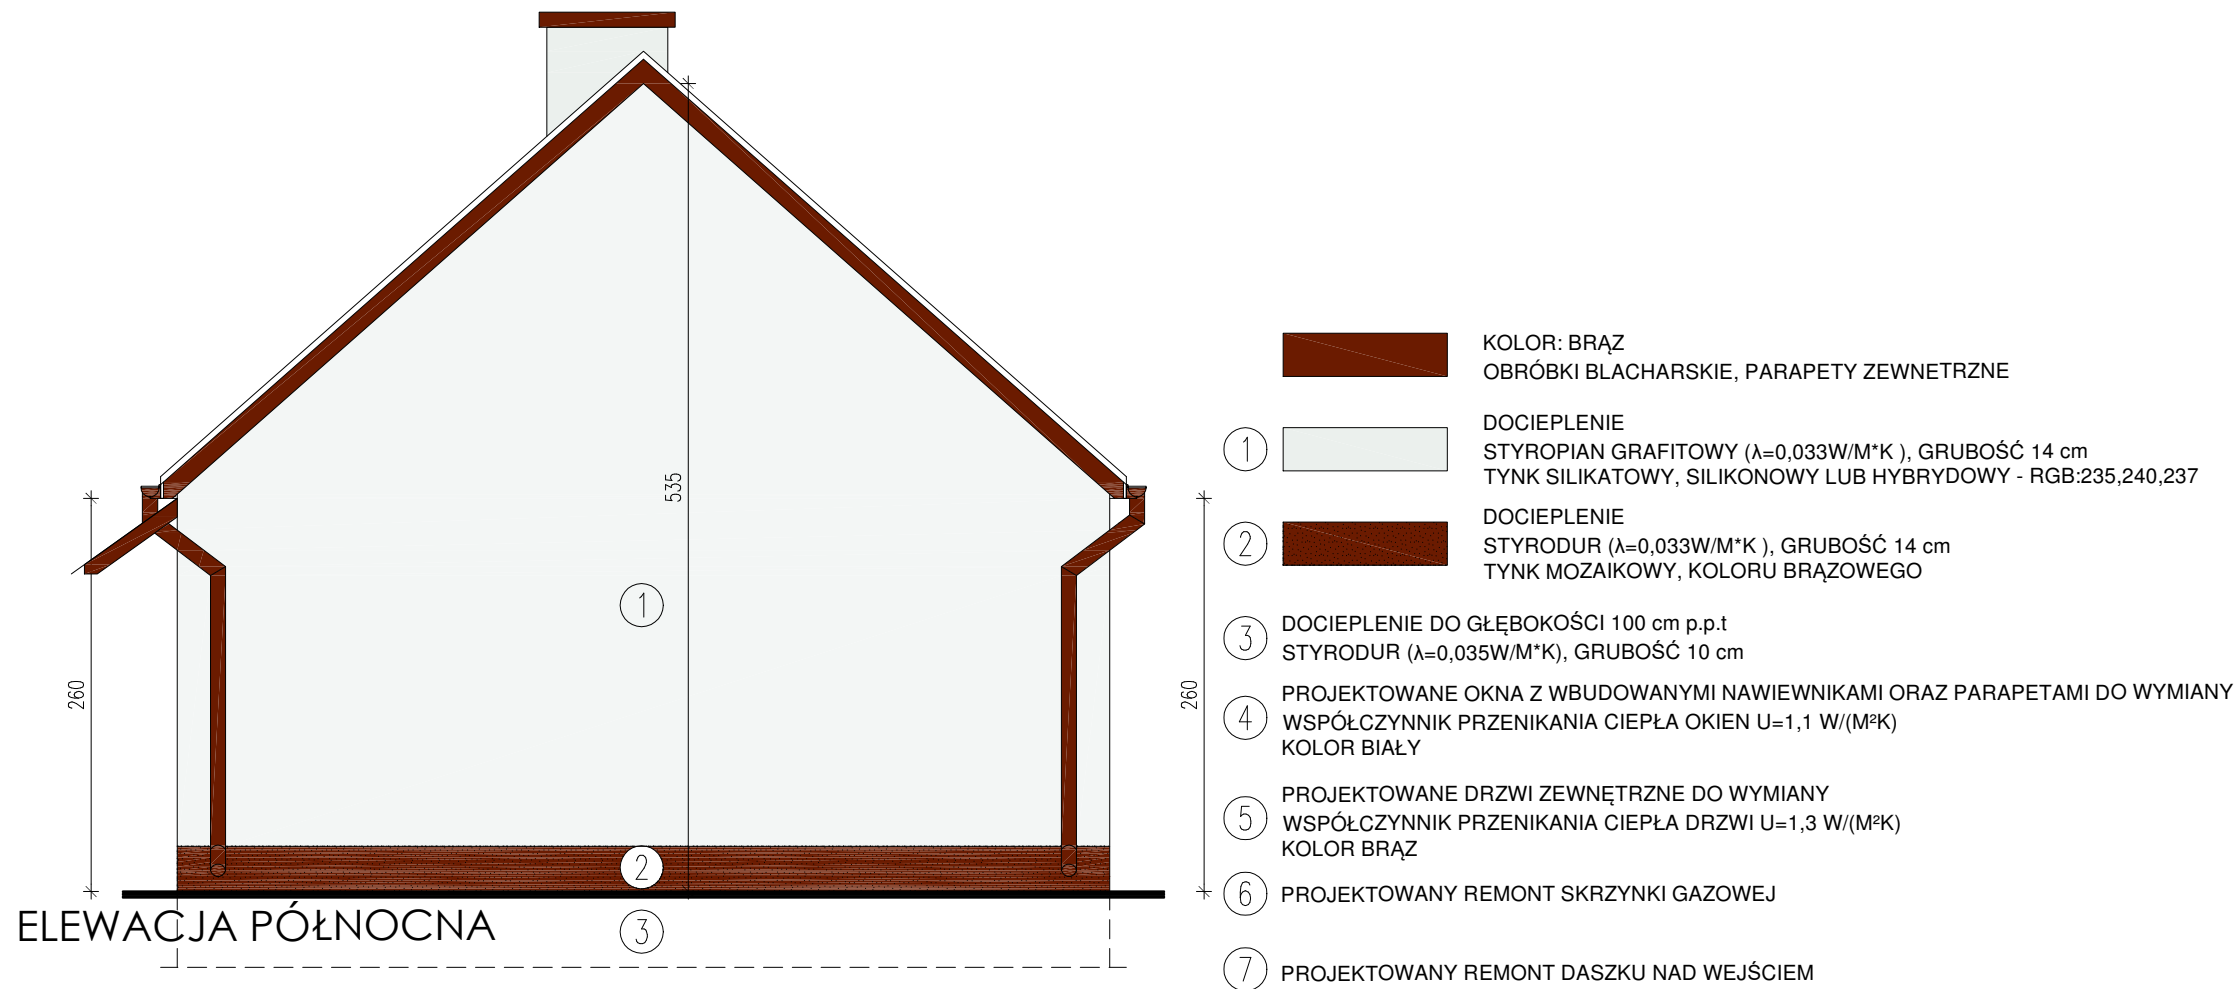 535
260
1
2
3
ELEWACJA PÓŁNOCNA
260
KOLOR: BRĄZ
OBRÓBKI BLACHARSKIE, PARAPETY ZEWNETRZNE
1
DOCIEPLENIE
STYROPIAN GRAFITOWY (λ=0,033W/M*K ), GRUBOŚĆ 14 cm
TYNK SILIKATOWY, SILIKONOWY LUB HYBRYDOWY - RGB:235,240,237
2
DOCIEPLENIE
STYRODUR (λ=0,033W/M*K ), GRUBOŚĆ 14 cm
TYNK MOZAIKOWY, KOLORU BRĄZOWEGO
3
DOCIEPLENIE DO GŁĘBOKOŚCI 100 cm p.p.t
STYRODUR (λ=0,035W/M*K), GRUBOŚĆ 10 cm
4
PROJEKTOWANE OKNA Z WBUDOWANYMI NAWIEWNIKAMI ORAZ PARAPETAMI DO WYMIANY
WSPÓŁCZYNNIK PRZENIKANIA CIEPŁA OKIEN U=1,1 W/(M²K)
KOLOR BIAŁY
5
PROJEKTOWANE DRZWI ZEWNĘTRZNE DO WYMIANY
WSPÓŁCZYNNIK PRZENIKANIA CIEPŁA DRZWI U=1,3 W/(M²K)
KOLOR BRĄZ
6 PROJEKTOWANY REMONT SKRZYNKI GAZOWEJ
7 PROJEKTOWANY REMONT DASZKU NAD WEJŚCIEM